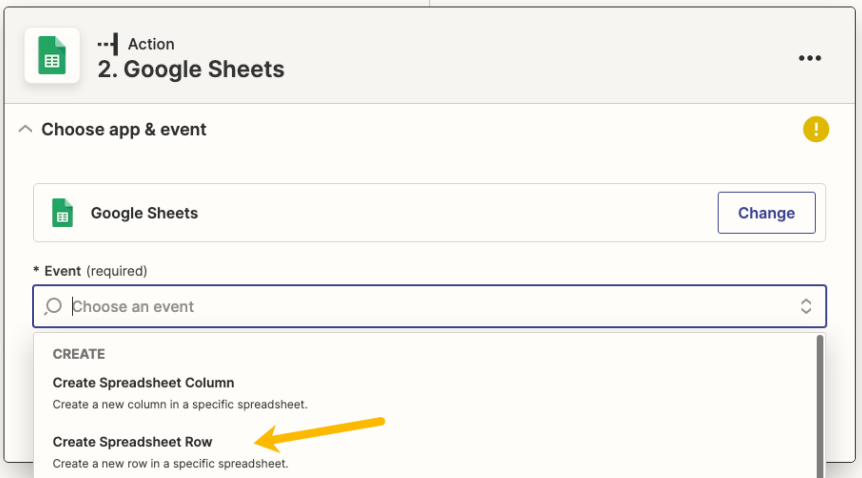 Action
2. Google Sheets
Choose app & event
Google Sheets
Change
* Event (required)
Choose an event
CREATE
Create Spreadsheet Column
Create a new column in a specific spreadsheet.
Create Spreadsheet Row
Create a new row in a specific spreadsheet.